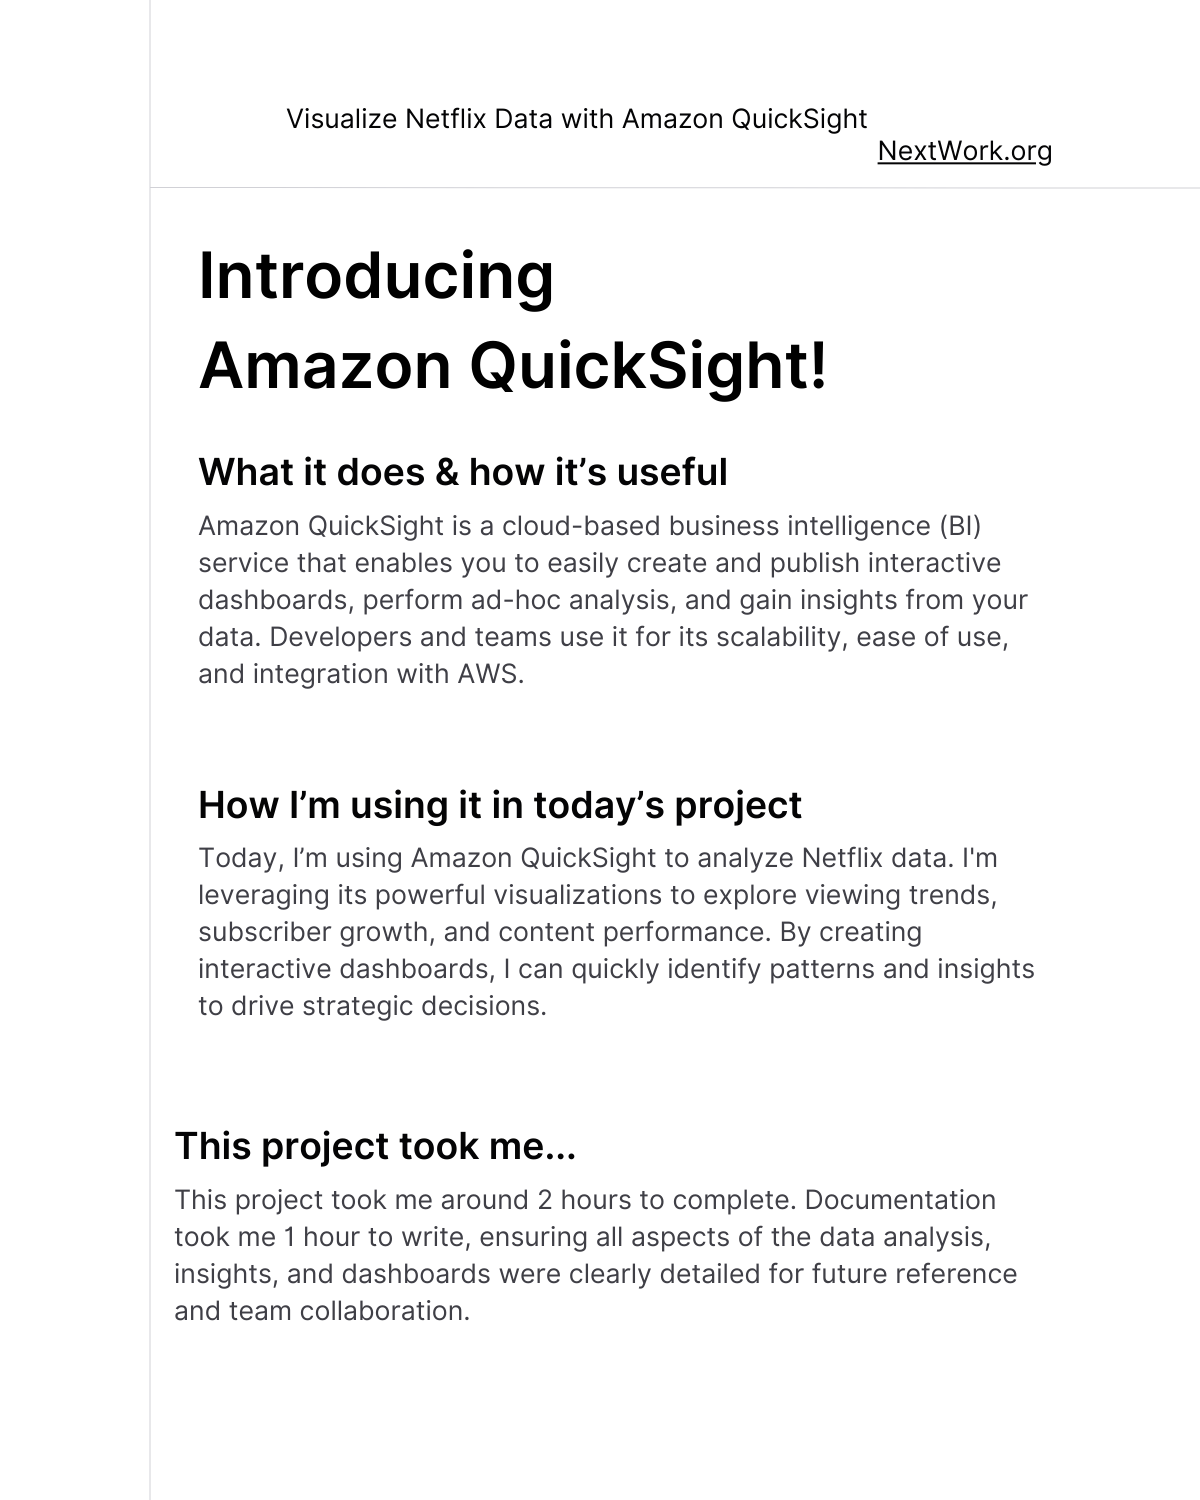 Visualize Netflix Data with Amazon QuickSight
NextWork.org
Introducing
Amazon QuickSight!
What it does & how it’s useful
Amazon QuickSight is a cloud-based business intelligence (BI)
service that enables you to easily create and publish interactive
dashboards, perform ad-hoc analysis, and gain insights from your
data. Developers and teams use it for its scalability, ease of use,
and integration with AWS.
How I’m using it in today’s project
Today, I’m using Amazon QuickSight to analyze Netflix data. I'm
leveraging its powerful visualizations to explore viewing trends,
subscriber growth, and content performance. By creating
interactive dashboards, I can quickly identify patterns and insights
to drive strategic decisions.
This project took me...
This project took me around 2 hours to complete. Documentation
took me 1 hour to write, ensuring all aspects of the data analysis,
insights, and dashboards were clearly detailed for future reference
and team collaboration.